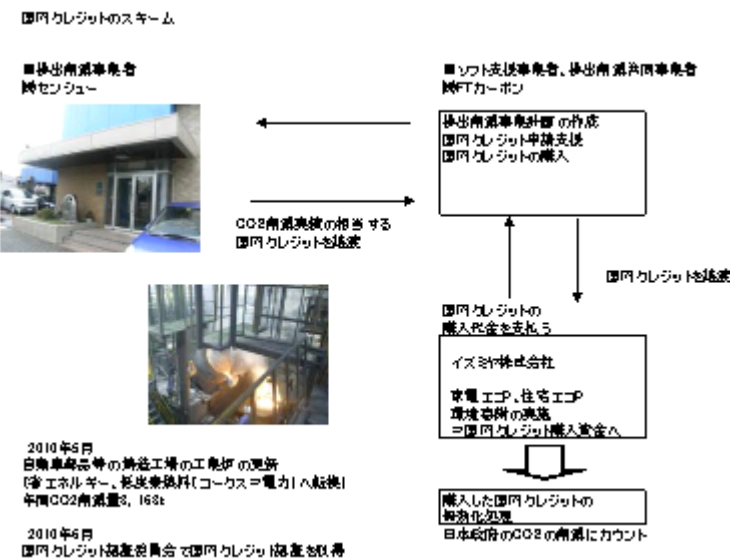 国内クレジットのスキーム
■排出削減事業者
㈱センシュー
■ソフト支援事業者、排出削減共同事業者
㈱FTカーボン
排出削減事業計画の作成
国内クレジット申請支援
国内クレジットの購入
CO2削減実績の相当する
国内クレジットを譲渡
国内クレジットを譲渡
国内クレジットの
購入代金を支払う
イズミヤ株式会社
家電エコP、住宅エコP
環境寄附の実施
⇒国内クレジット購入資金へ
2010年5月
自動車部品等の鋳造工場の工業炉の更新
(省エネルギー、低炭素燃料(コークス⇒電力)へ転換)
年間CO2削減量3,163t
購入した国内クレジットの
無効化処理
日本政府のCO2の削減にカウント
2010年6月
国内クレジット認証委員会で国内クレジット認証を取得